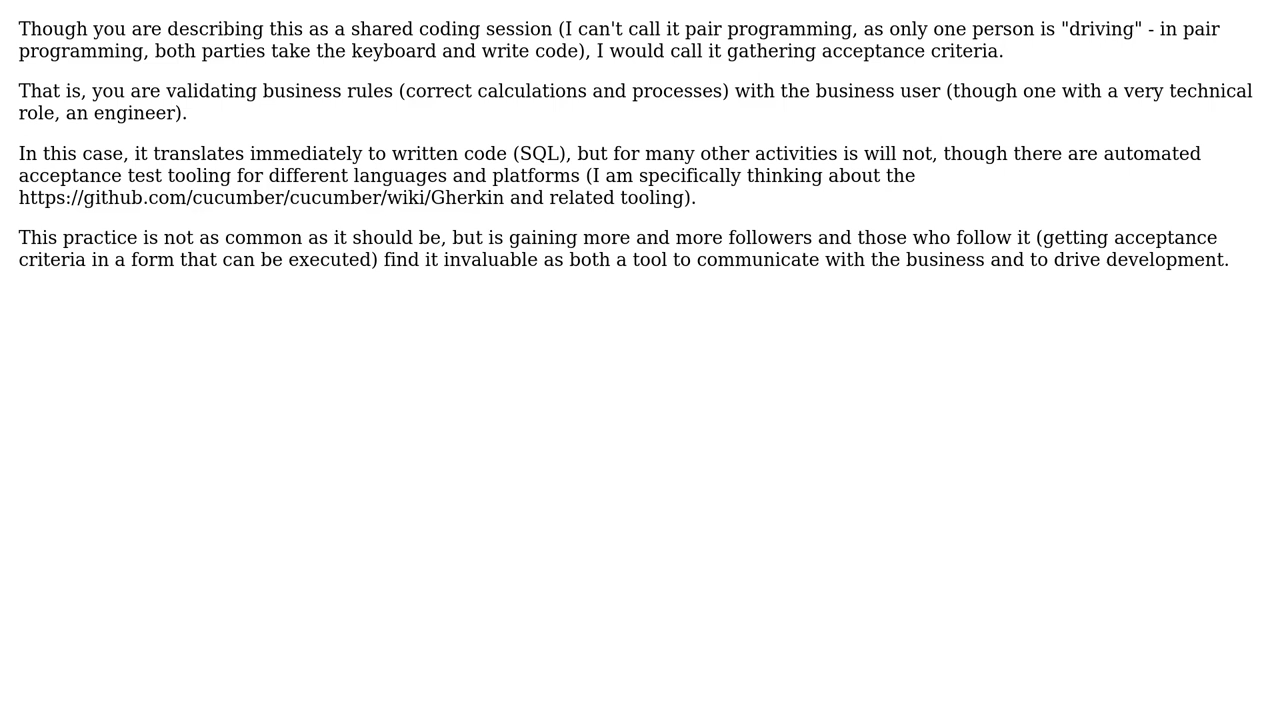 Though you are describing this as a shared coding session (I can't call it pair programming, as only one person is "driving" - in pair
programming, both parties take the keyboard and write code), I would call it gathering acceptance criteria.
That is, you are validating business rules (correct calculations and processes) with the business user (though one with a very technical
role, an engineer).
In this case, it translates immediately to written code (SQL), but for many other activities is will not, though there are automated
acceptance test tooling for different languages and platforms (I am specifically thinking about the
https://github.com/cucumber/cucumber/wiki/Gherkin and related tooling).
This practice is not as common as it should be, but is gaining more and more followers and those who follow it (getting acceptance
criteria in a form that can be executed) find it invaluable as both a tool to communicate with the business and to drive development.